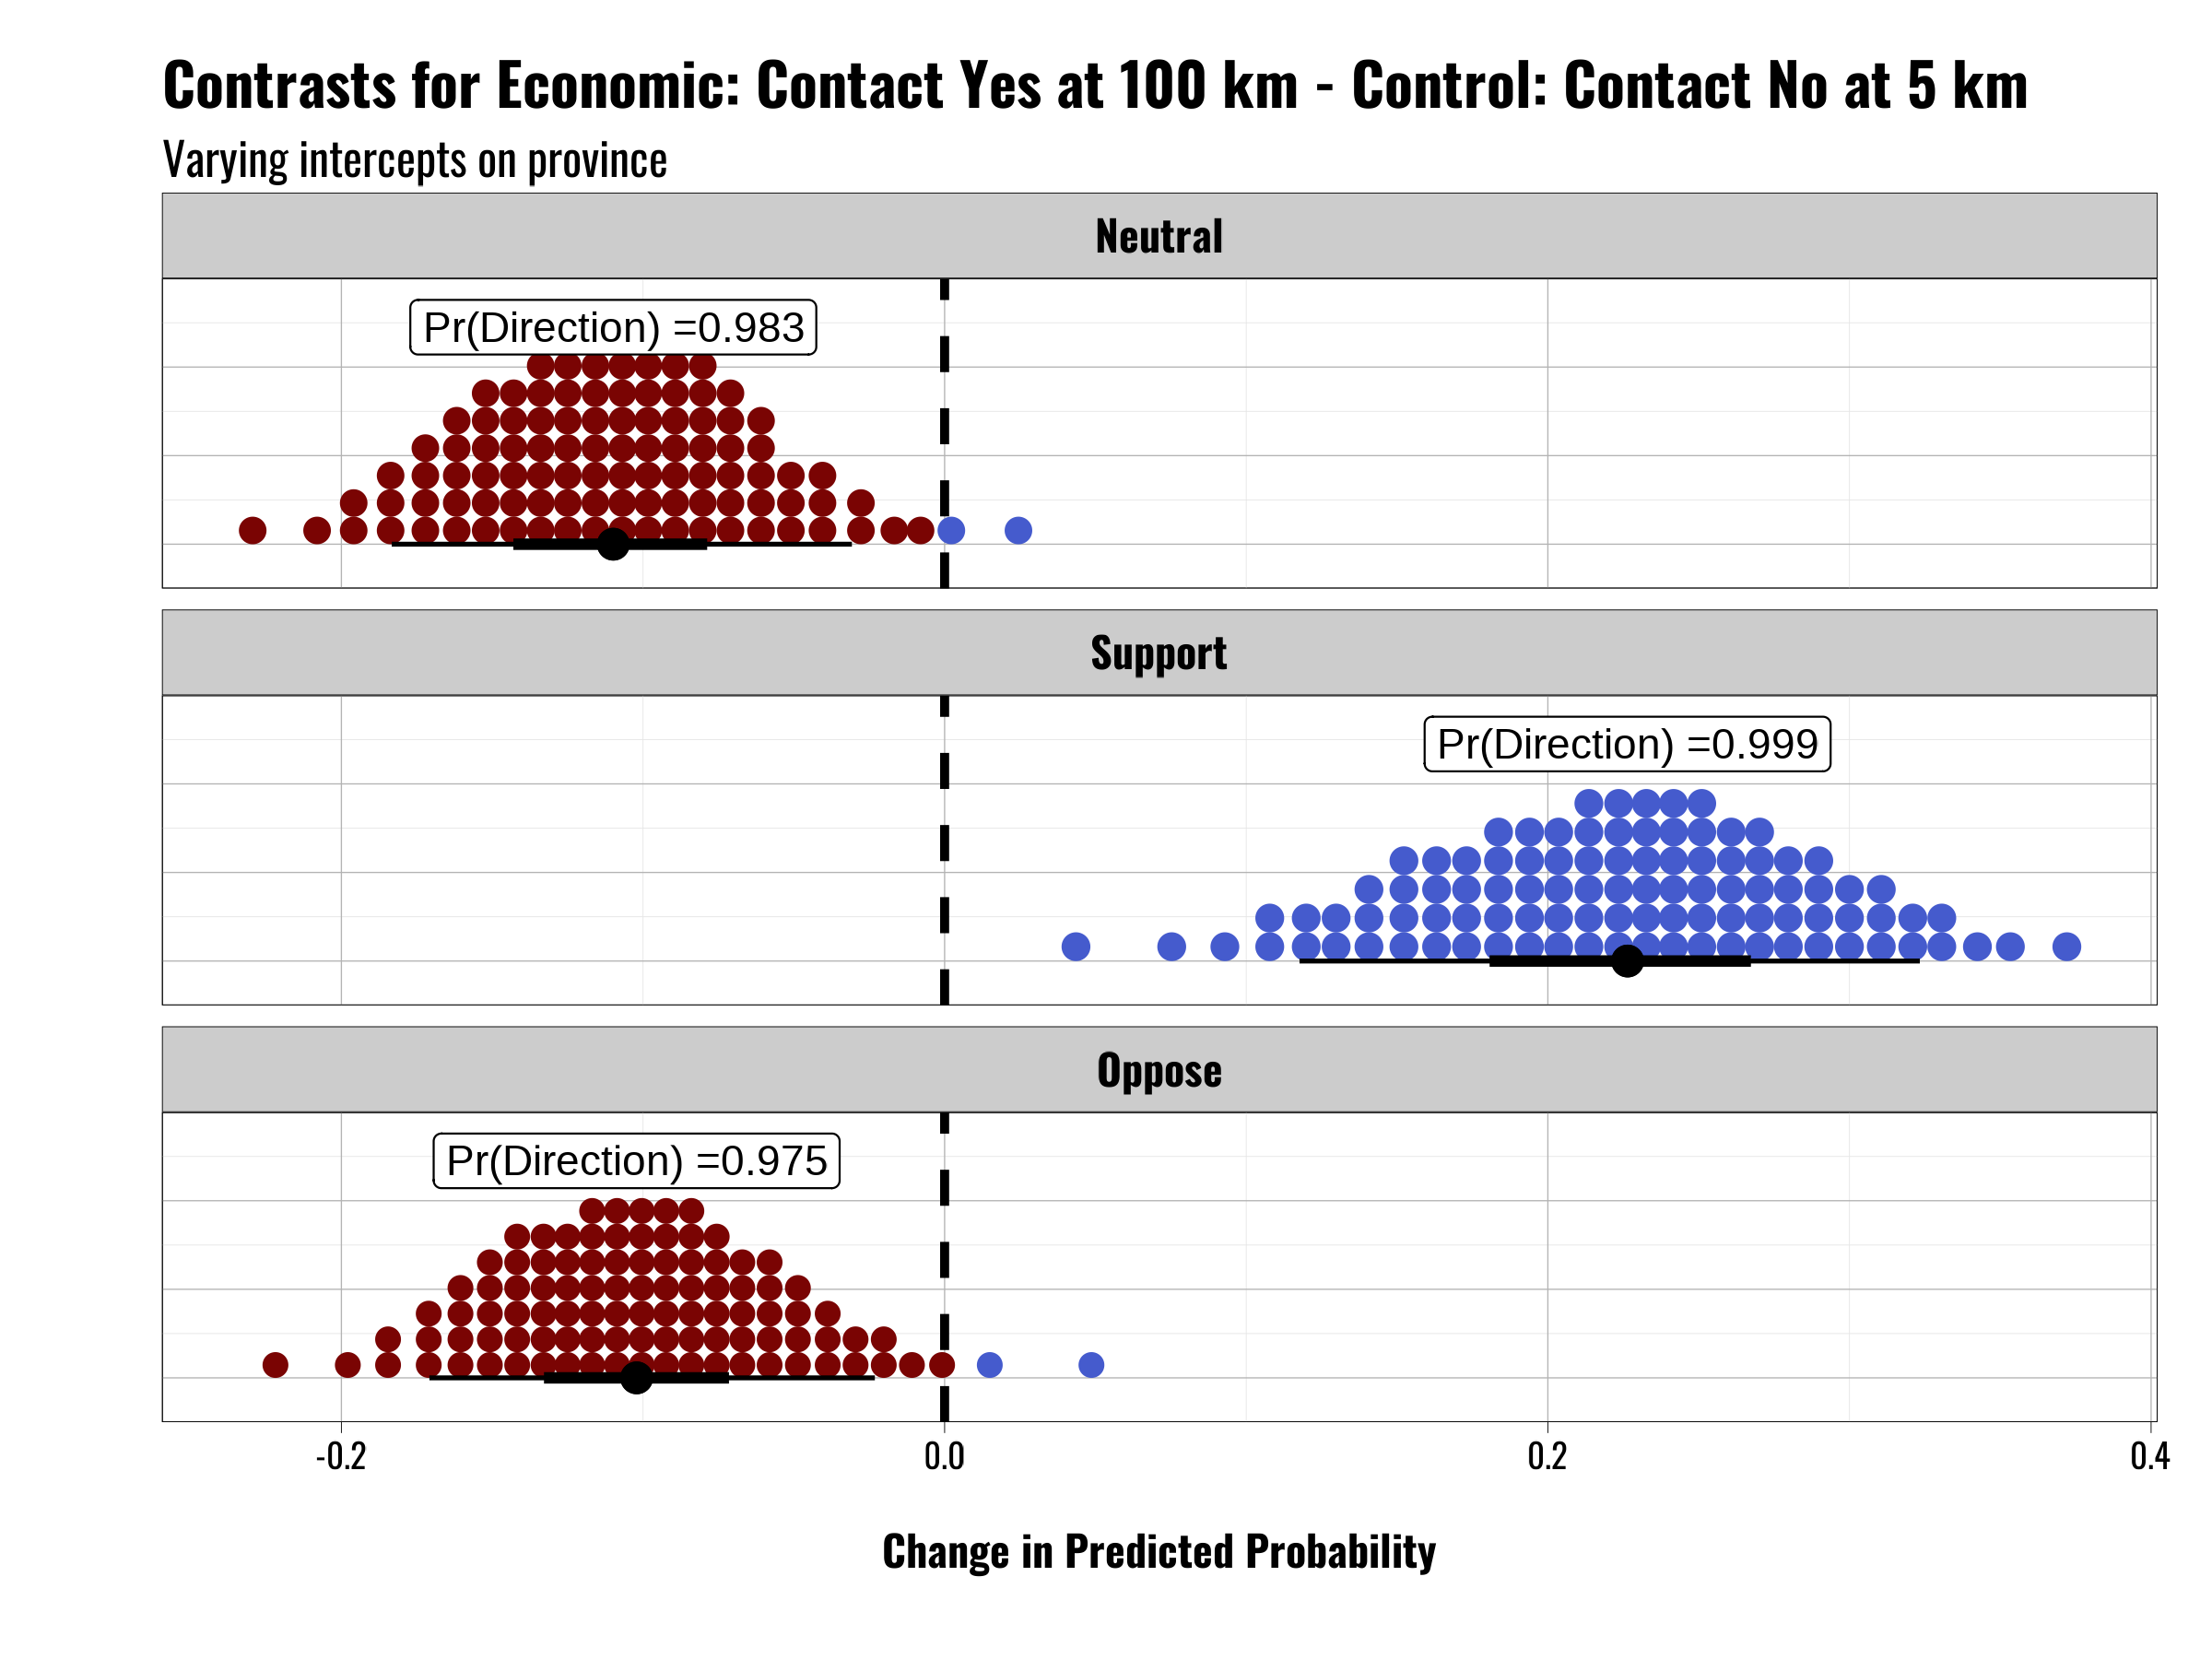 Contrasts for Economic: Contact Yes at 100 km - Control: Contact No at 5 km
Varying intercepts on province
Neutral
Pr(Direction) =0.983
Support
Pr(Direction) =0.999
Oppose
Pr(Direction) =0.975
-0.2 0.0 0.2 0.4
Change in Predicted Probability